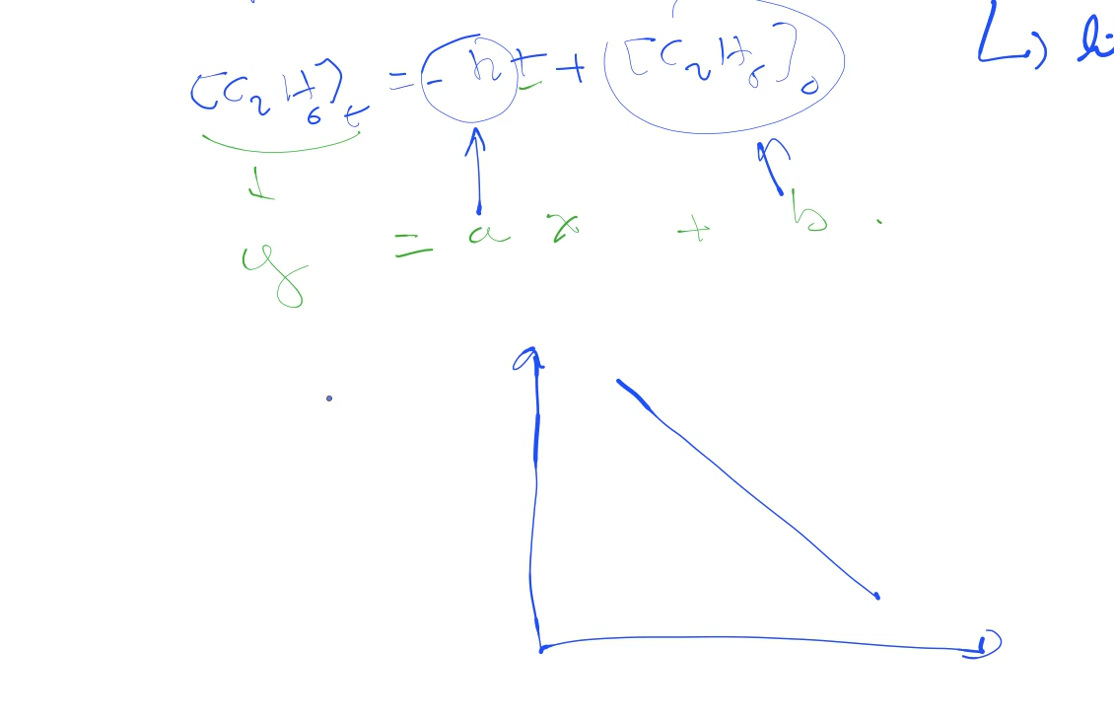 [C₂H₆]ₜ = - kt + [C₂H₆]₀
y = a x + b .